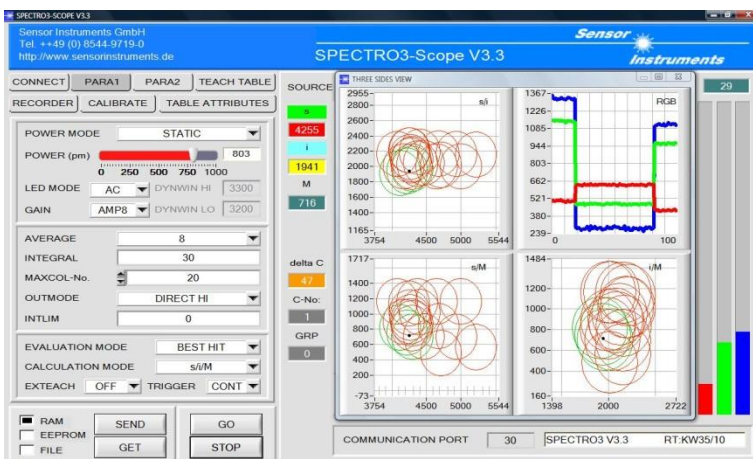 SPECTRO3-SCOPE V3.3
Sensor Instruments GmbH
Tel. ++49 (0) 8544-9719-0
http://www.sensorinstruments.de
SPECTRO3-Scope V3.3
Sensor
Instruments
CONNECT PARA1 PARA2 TEACH TABLE
RECORDER CALIBRATE TABLE ATTRIBUTES
POWER MODE STATIC
POWER (pm) 803
0 250 500 750 1000
LED MODE AC DYNWIN HI 3300
GAIN AMP8 DYNWIN LO 3200
AVERAGE 8
INTEGRAL 30
MAXCOL-No. 20
OUTMODE DIRECT HI
INTLIM 0
EVALUATION MODE BEST HIT
CALCULATION MODE s/i/M
EXTEACH OFF TRIGGER CONT
RAM
EEPROM
FILE
SEND GO
GET STOP
SOURCE
s
4255
i
1941
M
716
delta C
47
C-No:
1
GRP
0
THREE SIDES VIEW
29
s/i
2955
2800
2600
2400
2200
2000
1800
1600
1400
1165
3754 4500 5000 5544
RGB
1367
1226
1085
944
803
662
521
380
239
0 100
s/M
1717
1400
1200
1000
800
600
400
200
-73
3754 4500 5000 5544
i/M
1484
1200
1000
800
600
400
160
1398 2000 2722
COMMUNICATION PORT 30 SPECTRO3 V3.3 RT:KW35/10